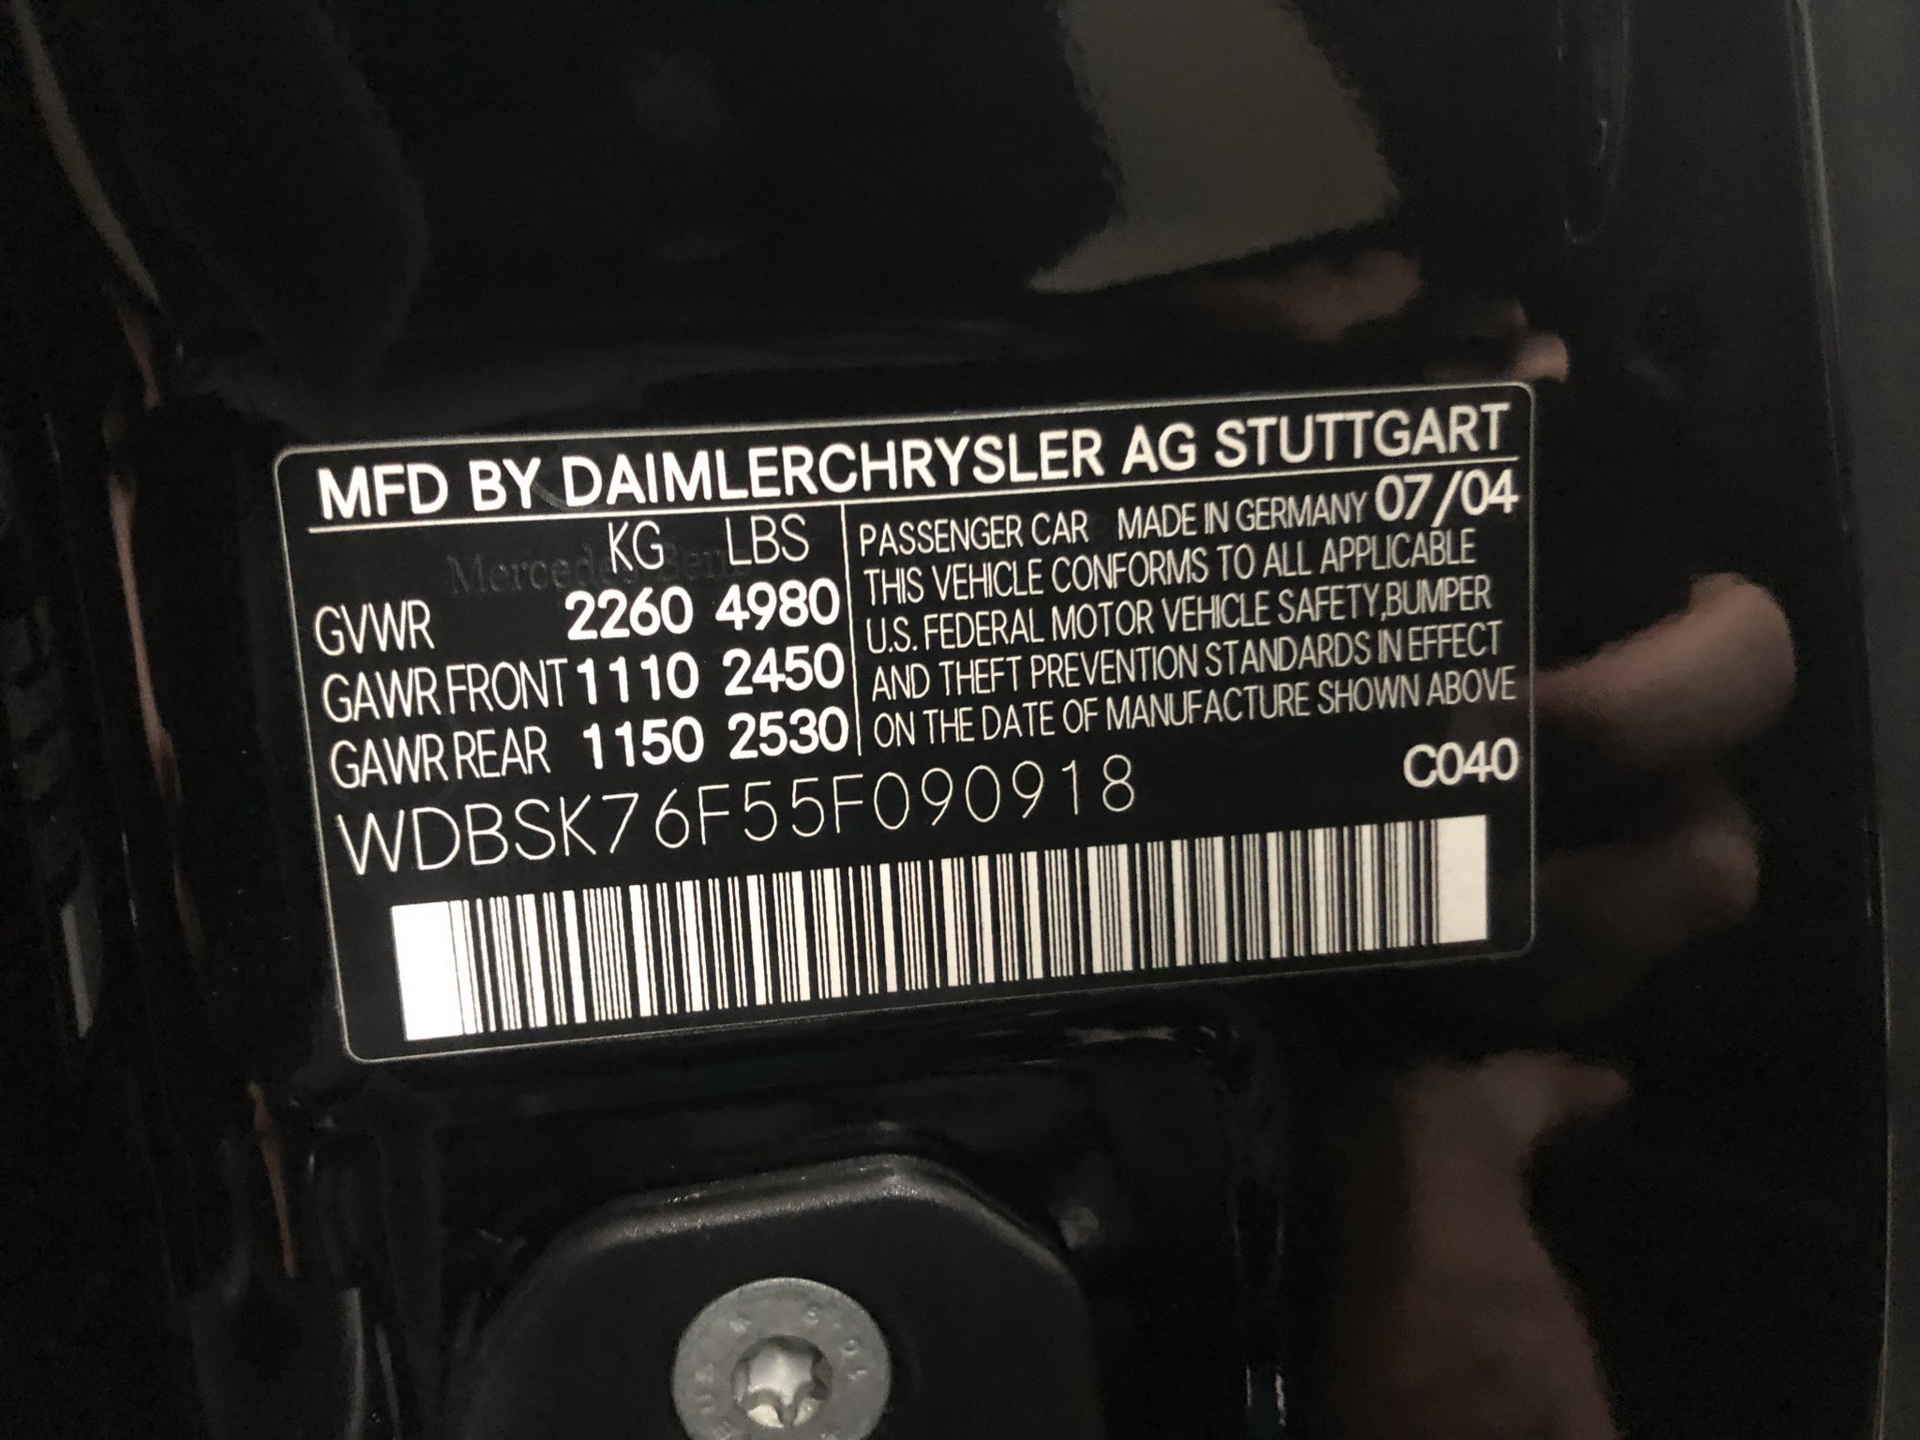 MFD BY DAIMLERCHRYSLER AG STUTTGART
KG LBS
GVWR 2260 4980
GAWR FRONT 1110 2450
GAWR REAR 1150 2530
PASSENGER CAR MADE IN GERMANY 07/04
THIS VEHICLE CONFORMS TO ALL APPLICABLE
U.S. FEDERAL MOTOR VEHICLE SAFETY,BUMPER
AND THEFT PREVENTION STANDARDS IN EFFECT
ON THE DATE OF MANUFACTURE SHOWN ABOVE
WDBSK76F55F090918
C040